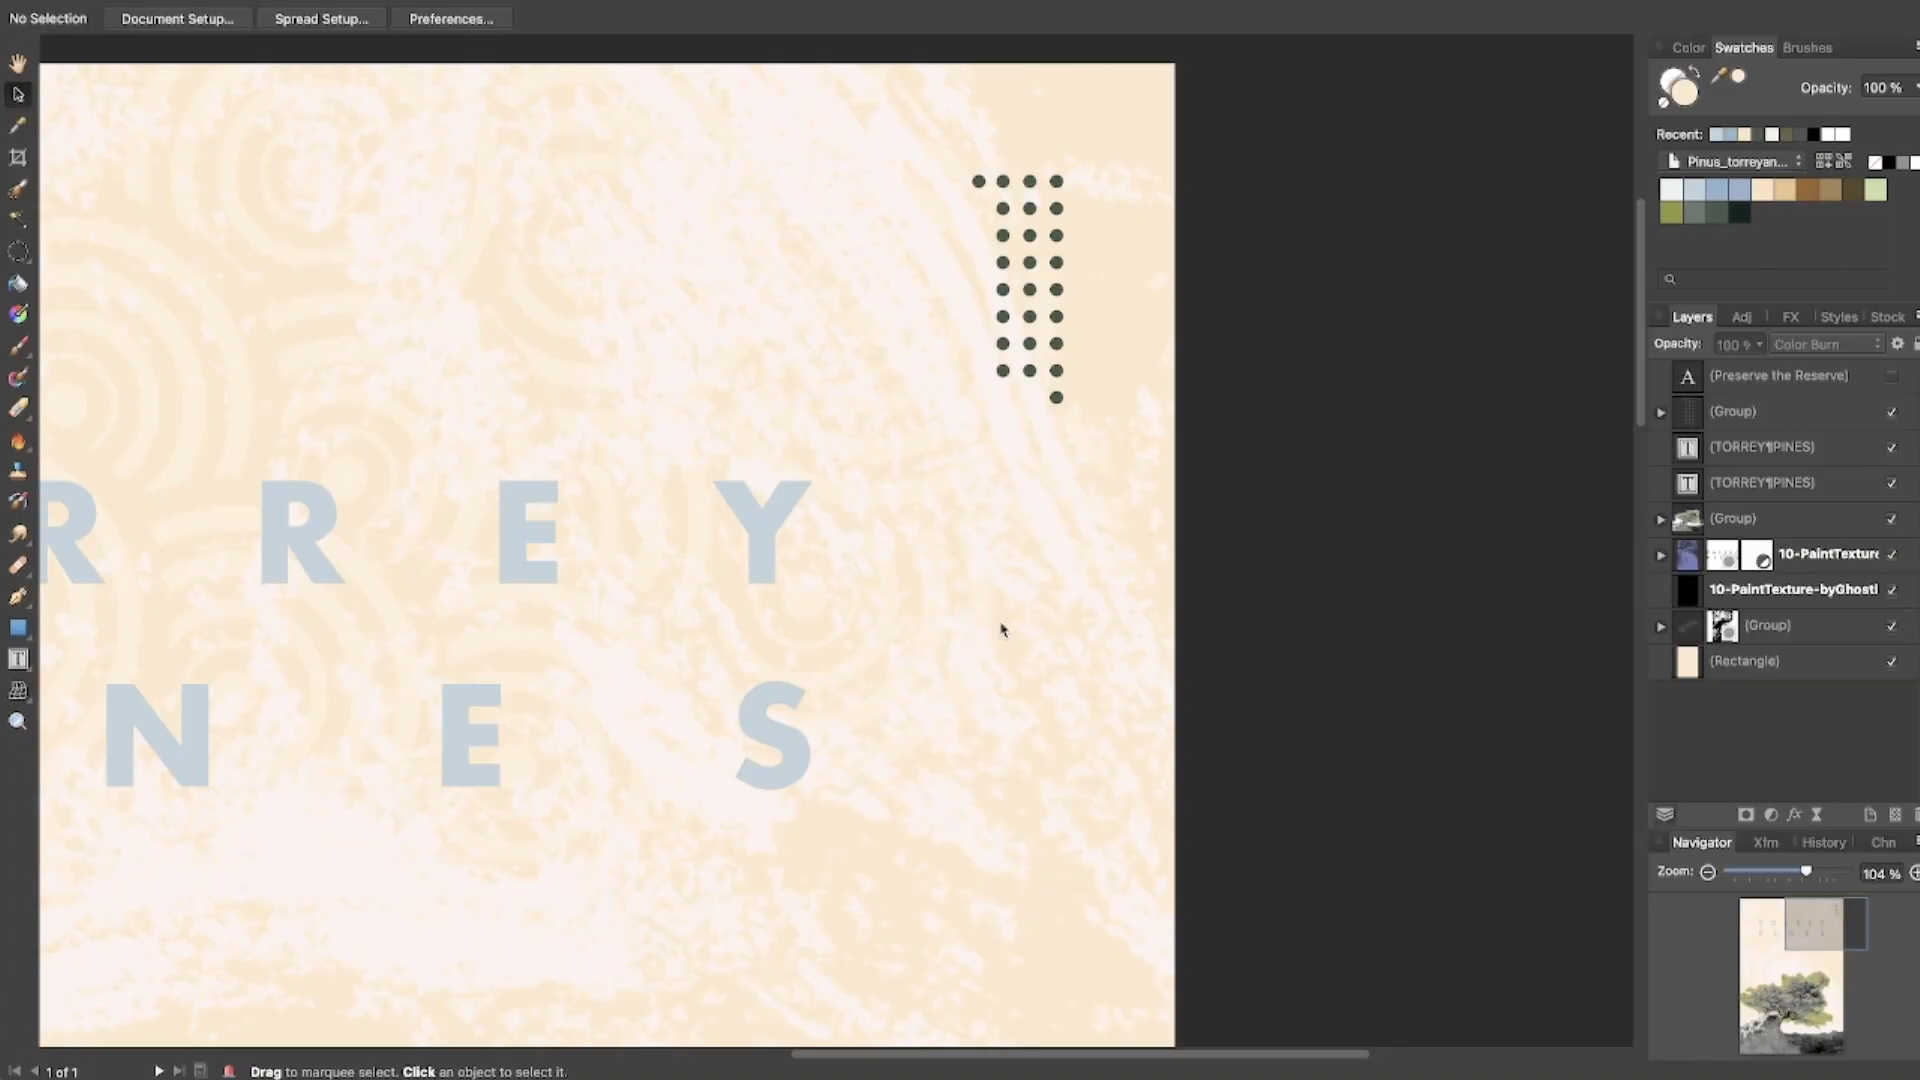 No Selection
Document Setup...
Spread Setup...
Preferences...
Color Swatches Brushes
Opacity: 100 %
Recent:
Pinus_torreyan...
Layers Adj FX Styles Stock
Opacity: 100 % Color Burn
A (Preserve the Reserve)
(Group)
T (TORREY¶PINES)
T (TORREY¶PINES)
(Group)
10-PaintTexture
10-PaintTexture-byGhostl
(Group)
(Rectangle)
R R E Y
N E S
Navigator Xfm History Chn
Zoom: 104 %
1 of 1
Drag to marquee select. Click an object to select it.